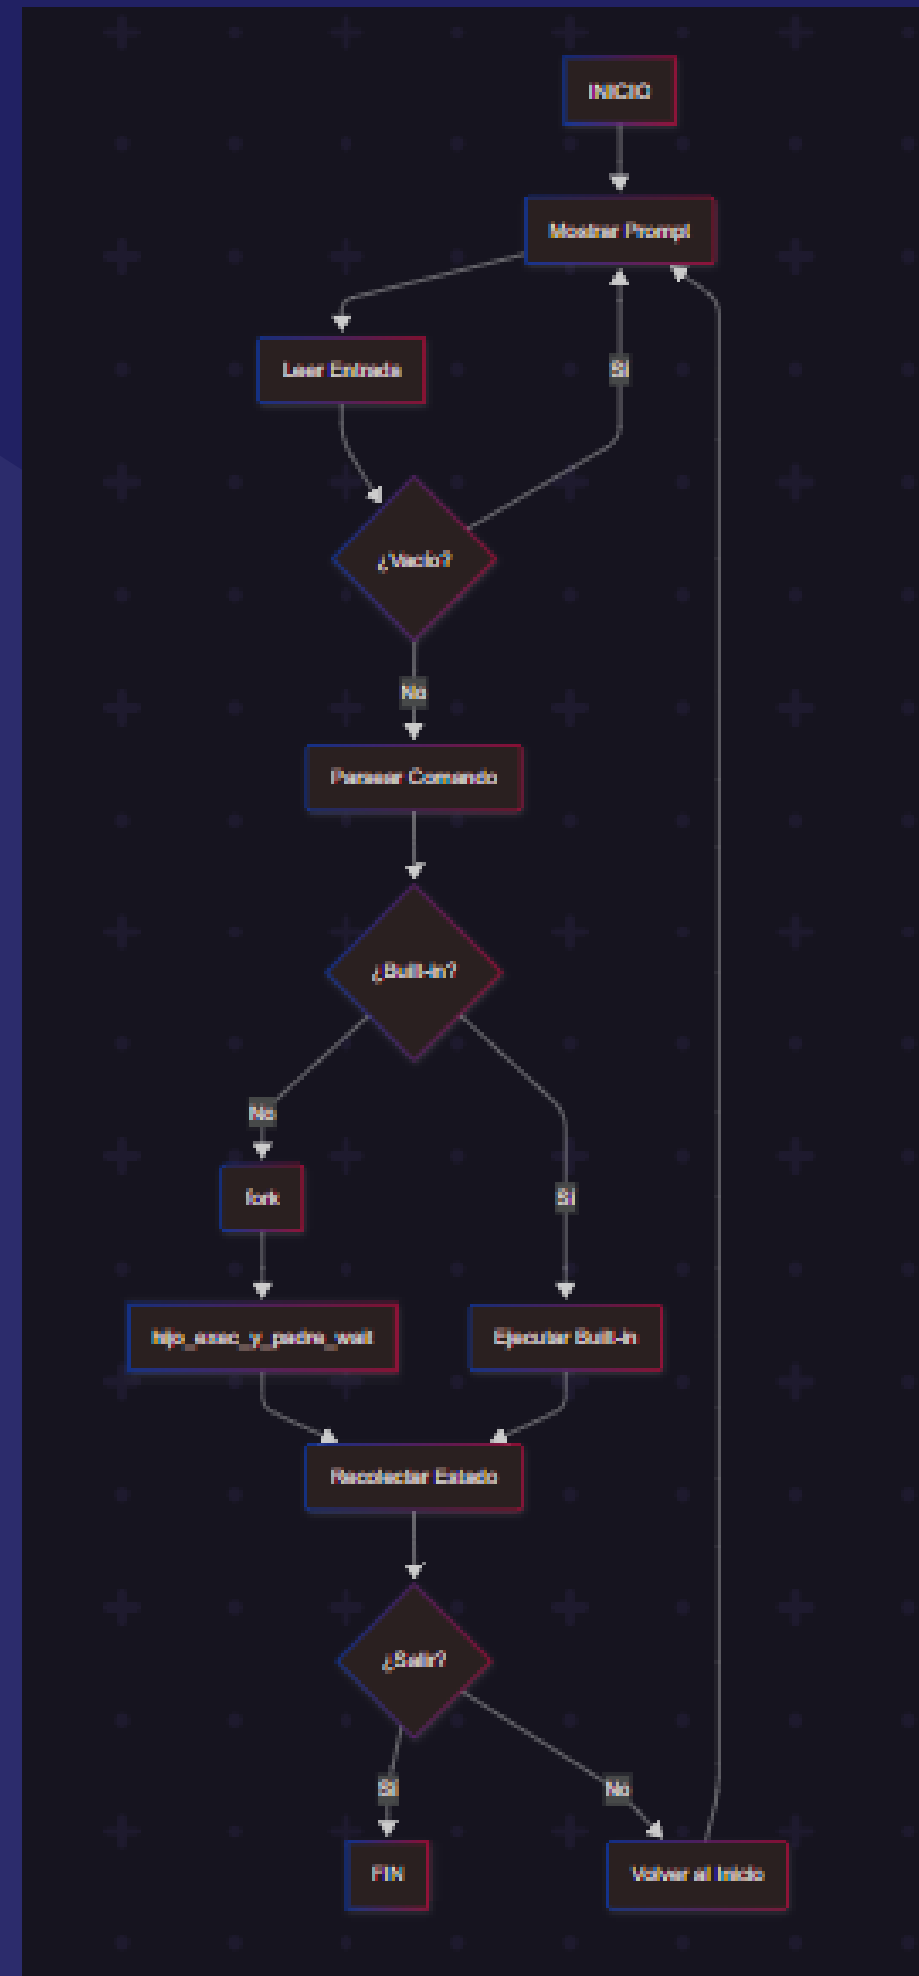 INICIO
Mostrar Prompt
Leer Entrada
Sí
¿Vacío?
No
Parsear Comando
¿Built-in?
No
fork
Sí
hijo_exec_y_padre_wait
Ejecutar Built-in
Recolectar Estado
¿Salir?
Sí
No
FIN
Volver al Inicio